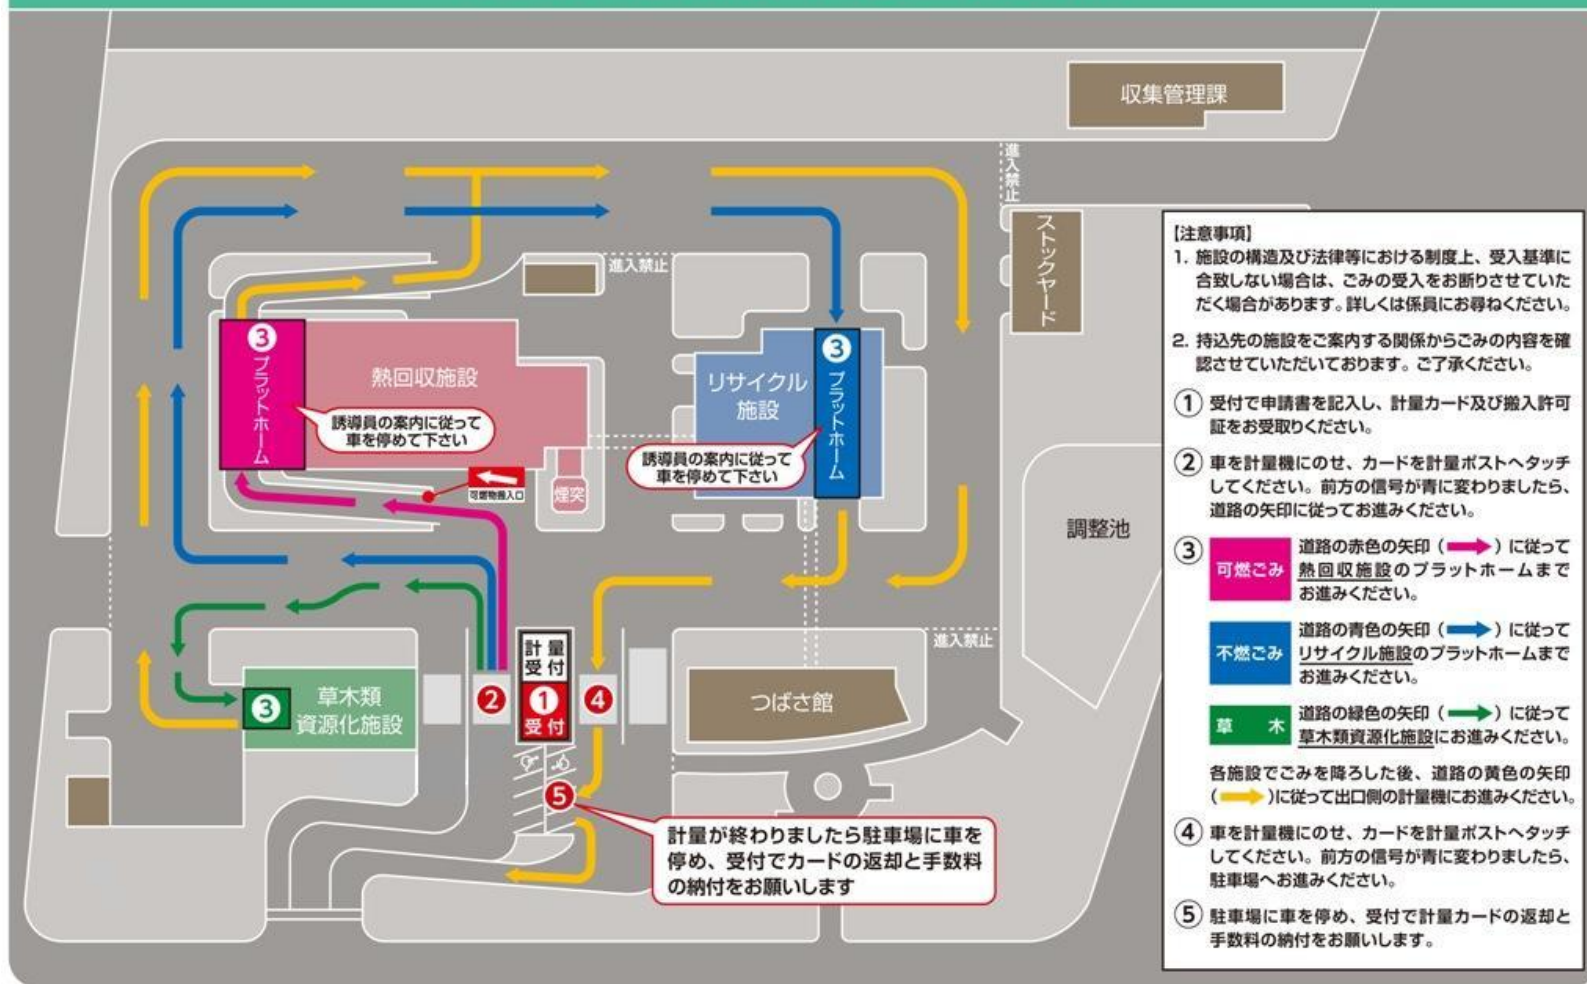 収集管理課
進入禁止
ストックヤード
進入禁止
3
プラットホーム
熱回収施設
誘導員の案内に従って
車を停めて下さい
可燃物搬入口
煙突
リサイクル
施設
3
プラットホーム
誘導員の案内に従って
車を停めて下さい
調整池
進入禁止
計量
受付
1
受付
2
4
3
草木類
資源化施設
つばさ館
5
計量が終わりましたら駐車場に車を
停め、受付でカードの返却と手数料
の納付をお願いします
【注意事項】
1. 施設の構造及び法律等における制度上、受入基準に
合致しない場合は、ごみの受入をお断りさせていた
だく場合があります。詳しくは係員にお尋ねください。
2. 持込先の施設をご案内する関係からごみの内容を確
認させていただいております。ご了承ください。
① 受付で申請書を記入し、計量カード及び搬入許可
証をお受取りください。
② 車を計量機にのせ、カードを計量ポストへタッチ
してください。前方の信号が青に変わりましたら、
道路の矢印に従ってお進みください。
③ 可燃ごみ 道路の赤色の矢印（➡）に従って
熱回収施設のプラットホームまで
お進みください。
不燃ごみ 道路の青色の矢印（➡）に従って
リサイクル施設のプラットホームまで
お進みください。
草 木 道路の緑色の矢印（➡）に従って
草木類資源化施設にお進みください。
各施設でごみを降ろした後、道路の黄色の矢印
（➡）に従って出口側の計量機にお進みください。
④ 車を計量機にのせ、カードを計量ポストへタッチ
してください。前方の信号が青に変わりましたら、
駐車場へお進みください。
⑤ 駐車場に車を停め、受付で計量カードの返却と
手数料の納付をお願いします。